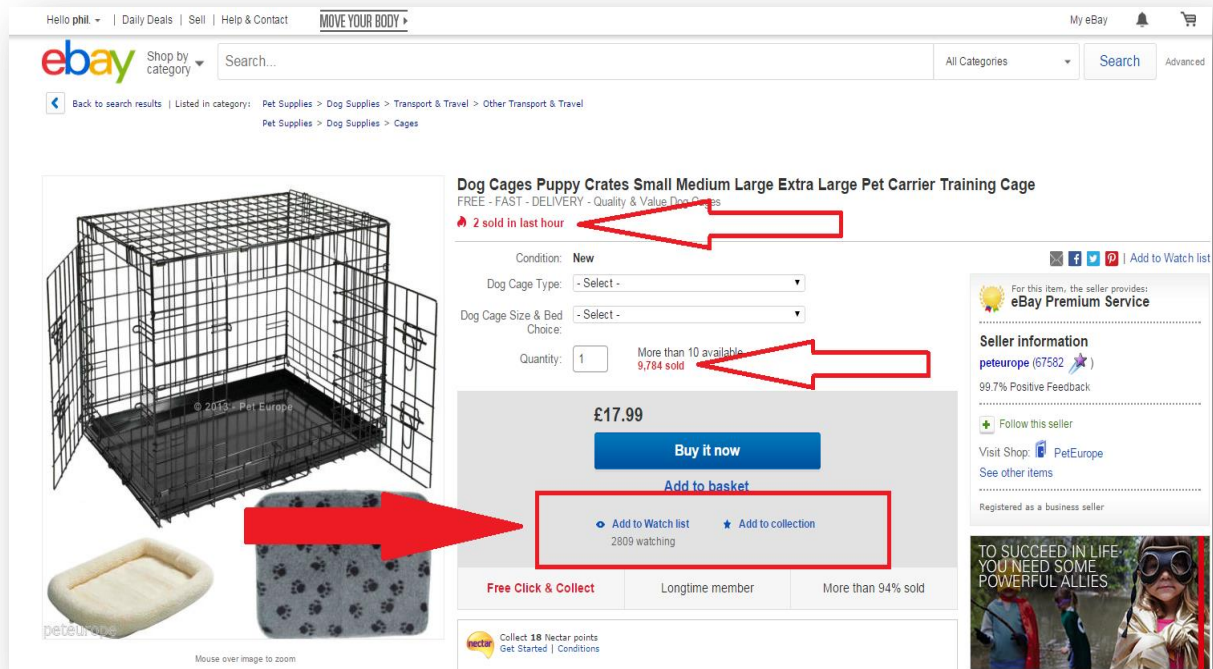 Hello phil. | Daily Deals | Sell | Help & Contact MOVE YOUR BODY My eBay
ebay Shop by category Search... All Categories Search Advanced
Back to search results | Listed in category: Pet Supplies > Dog Supplies > Transport & Travel > Other Transport & Travel
Pet Supplies > Dog Supplies > Cages
Dog Cages Puppy Crates Small Medium Large Extra Large Pet Carrier Training Cage
FREE - FAST - DELIVERY - Quality & Value Dog Cages
2 sold in last hour
Condition: New
Dog Cage Type: - Select -
Dog Cage Size & Bed Choice: - Select -
Quantity: 1 More than 10 available
9,784 sold
£17.99
Buy it now
Add to basket
Add to Watch list Add to collection
2809 watching
Free Click & Collect Longtime member More than 94% sold
nectar Collect 18 Nectar points
Get Started | Conditions
© 2013 - Pet Europe
peteurope
Mouse over image to zoom
| Add to Watch list
For this item, the seller provides:
eBay Premium Service
Seller information
peteurope (67582 )
99.7% Positive Feedback
Follow this seller
Visit Shop: PetEurope
See other items
Registered as a business seller
TO SUCCEED IN LIFE
YOU NEED SOME
POWERFUL ALLIES